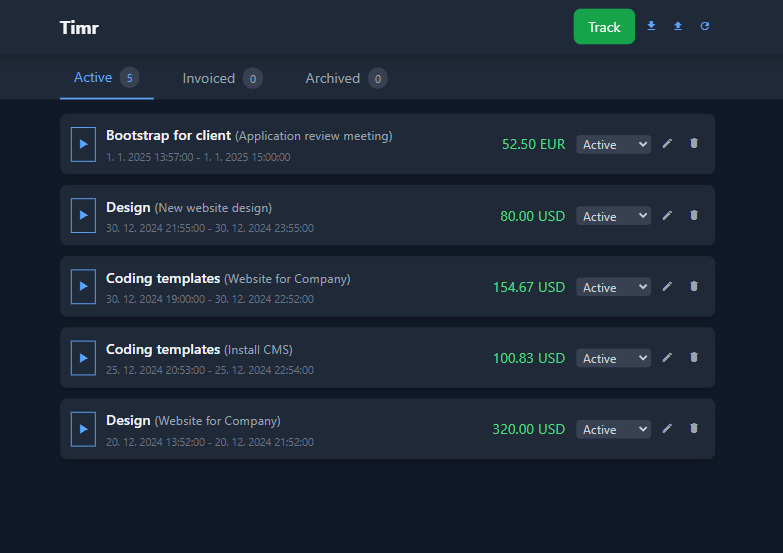 Timr
Track
Active 5 Invoiced 0 Archived 0
Bootstrap for client (Application review meeting)
1. 1. 2025 13:57:00 - 1. 1. 2025 15:00:00
52.50 EUR Active
Design (New website design)
30. 12. 2024 21:55:00 - 30. 12. 2024 23:55:00
80.00 USD Active
Coding templates (Website for Company)
30. 12. 2024 19:00:00 - 30. 12. 2024 22:52:00
154.67 USD Active
Coding templates (Install CMS)
25. 12. 2024 20:53:00 - 25. 12. 2024 22:54:00
100.83 USD Active
Design (Website for Company)
20. 12. 2024 13:52:00 - 20. 12. 2024 21:52:00
320.00 USD Active